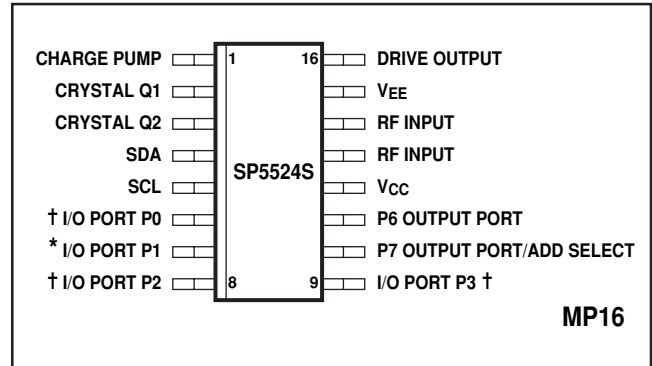 CHARGE PUMP 1 16 DRIVE OUTPUT
CRYSTAL Q1 VEE
CRYSTAL Q2 RF INPUT
SDA RF INPUT
SP5524S
SCL VCC
† I/O PORT P0 P6 OUTPUT PORT
* I/O PORT P1 P7 OUTPUT PORT/ADD SELECT
† I/O PORT P2 8 9 I/O PORT P3 †
MP16